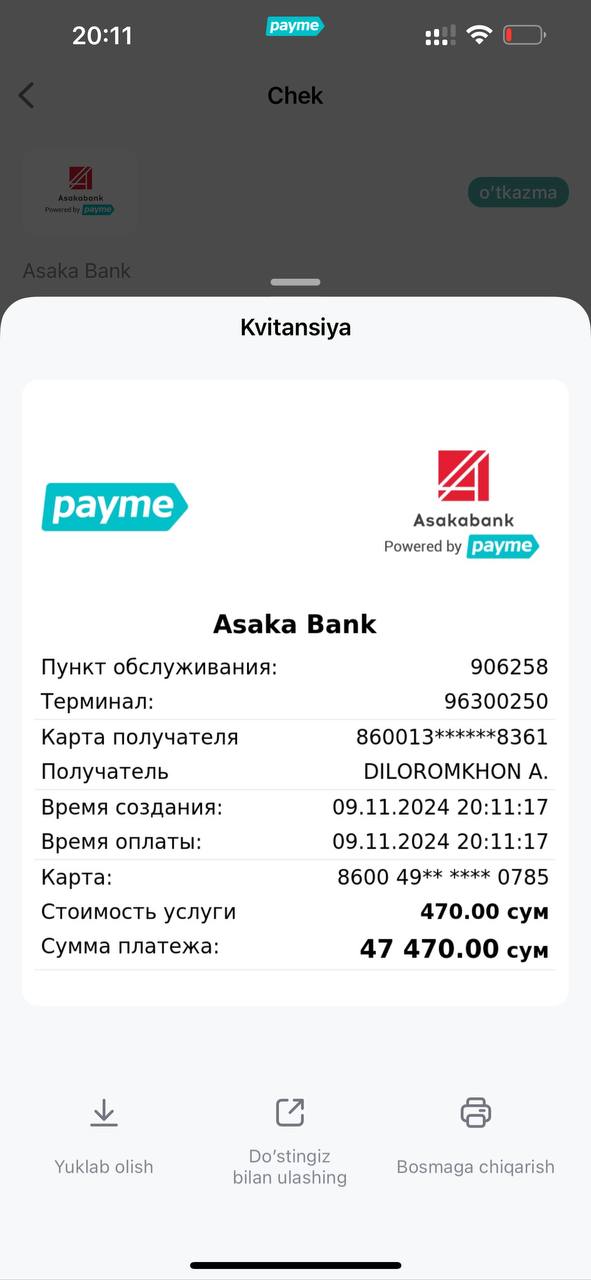 20:11
payme
Chek
Asakabank
Powered by payme
o'tkazma
Asaka Bank
Kvitansiya
payme
Asakabank
Powered by payme
Asaka Bank
Пункт обслуживания: 906258
Терминал: 96300250
Карта получателя 860013******8361
Получатель DILOROMKHON A.
Время создания: 09.11.2024 20:11:17
Время оплаты: 09.11.2024 20:11:17
Карта: 8600 49** **** 0785
Стоимость услуги 470.00 сум
Сумма платежа: 47 470.00 сум
Yuklab olish
Do'stingiz
bilan ulashing
Bosmaga chiqarish